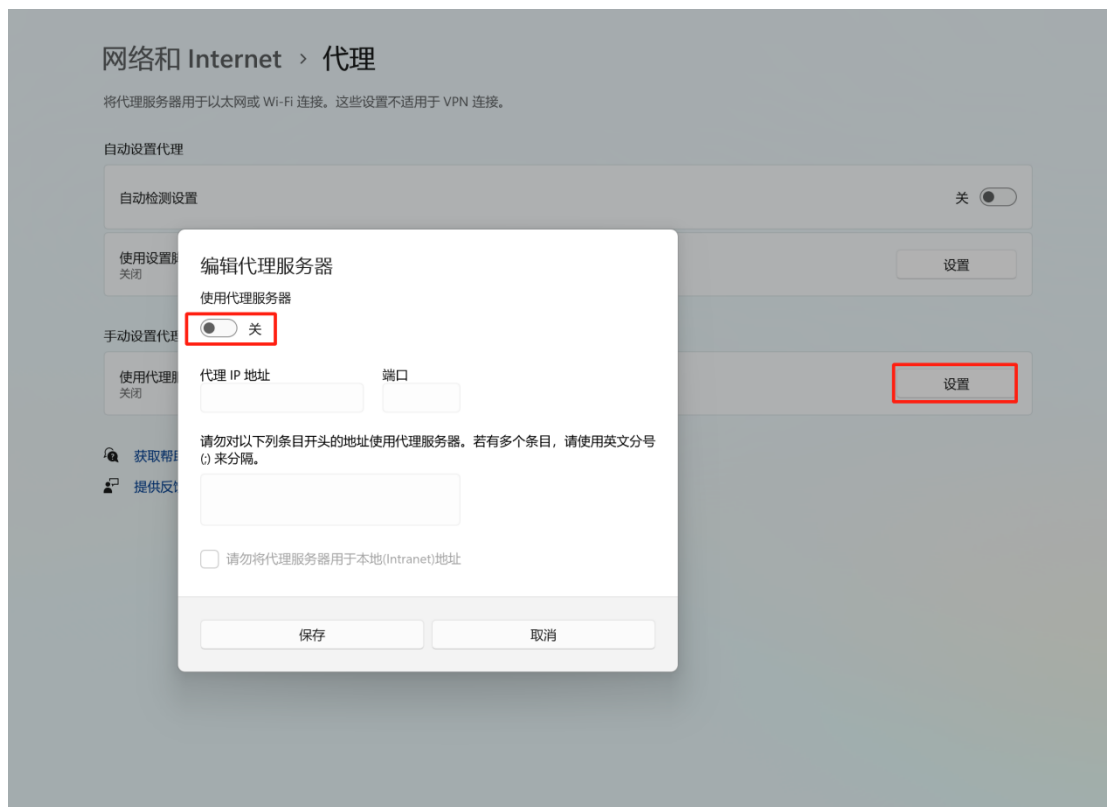 网络和 Internet › 代理
将代理服务器用于以太网或 Wi-Fi 连接。这些设置不适用于 VPN 连接。
自动设置代理
自动检测设置
关
使用设置
关闭
设置
编辑代理服务器
使用代理服务器
关
手动设置代
使用代理
关闭
设置
代理 IP 地址
端口
请勿对以下列条目开头的地址使用代理服务器。若有多个条目，请使用英文分号
(;) 来分隔。
获取帮
提供反
请勿将代理服务器用于本地(Intranet)地址
保存
取消